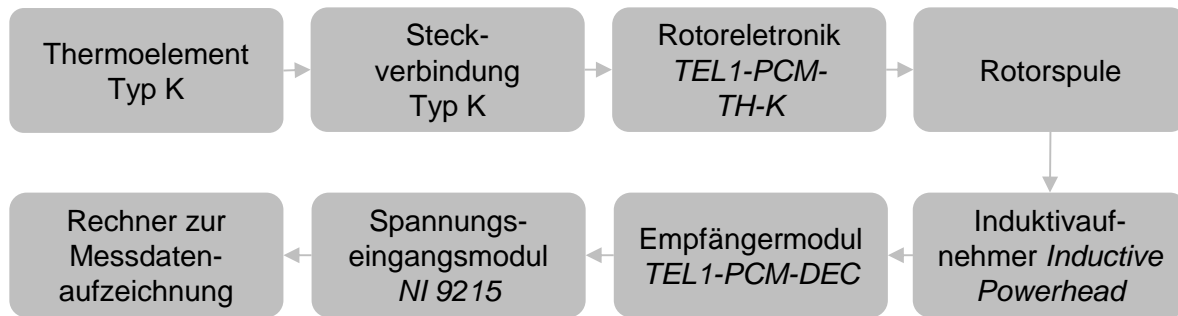 Thermoelement
Typ K
Steck-
verbindung
Typ K
Rotoreletronik
TEL1-PCM-
TH-K
Rotorspule
Induktivauf-
nehmer Inductive
Powerhead
Empfängermodul
TEL1-PCM-DEC
Spannungs-
eingangsmodul
NI 9215
Rechner zur
Messdaten-
aufzeichnung